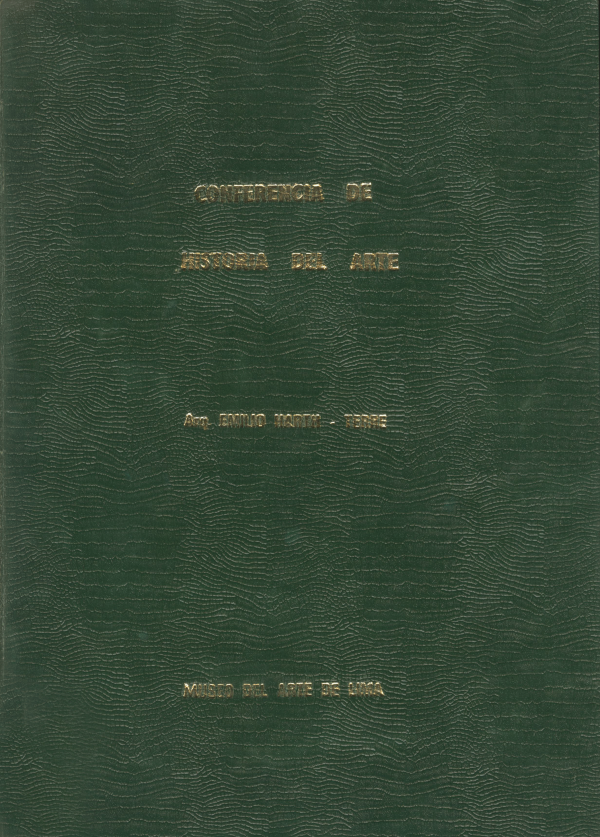 CONFERENCIA DE
HISTORIA DEL ARTE
Arq. EMILIO HARTH - TERRE
MUSEO DEL ARTE DE LIMA